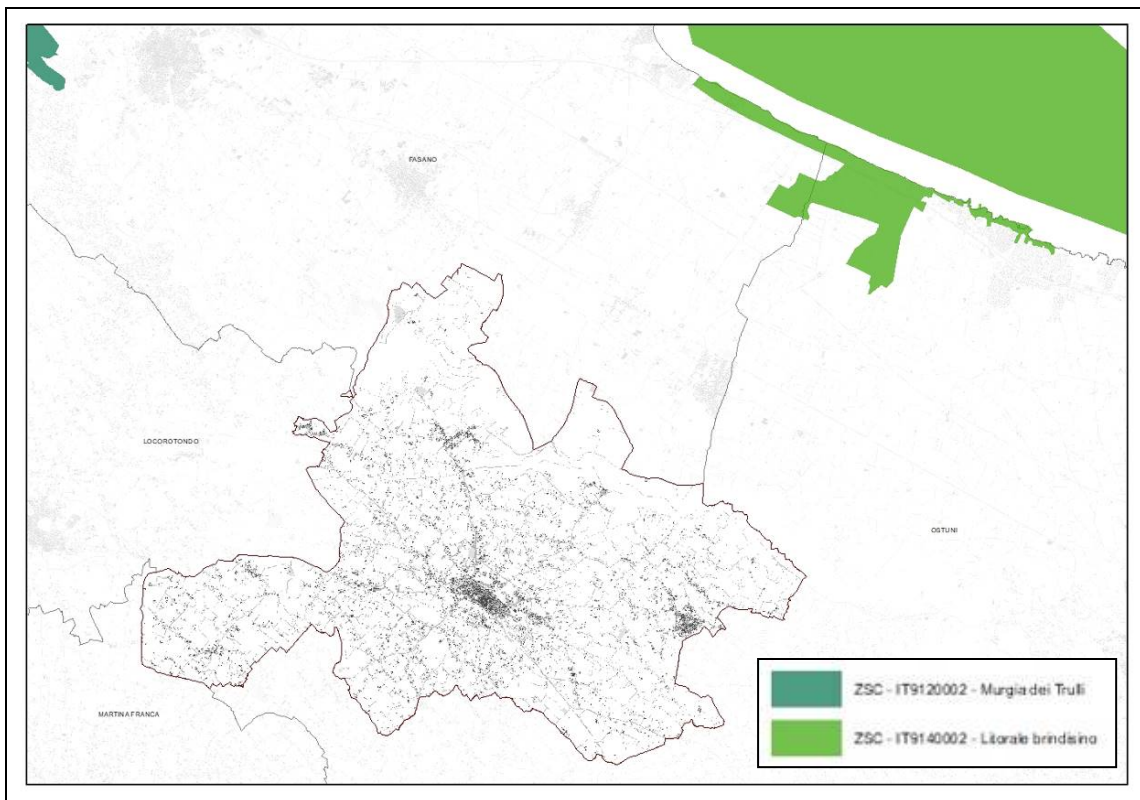 FASANO
LOCOROTONDO
OSTUNI
MARTINA FRANCA
ZSC - IT9120002 - Murgia dei Trulli
ZSC - IT9140002 - Litorale brindisino